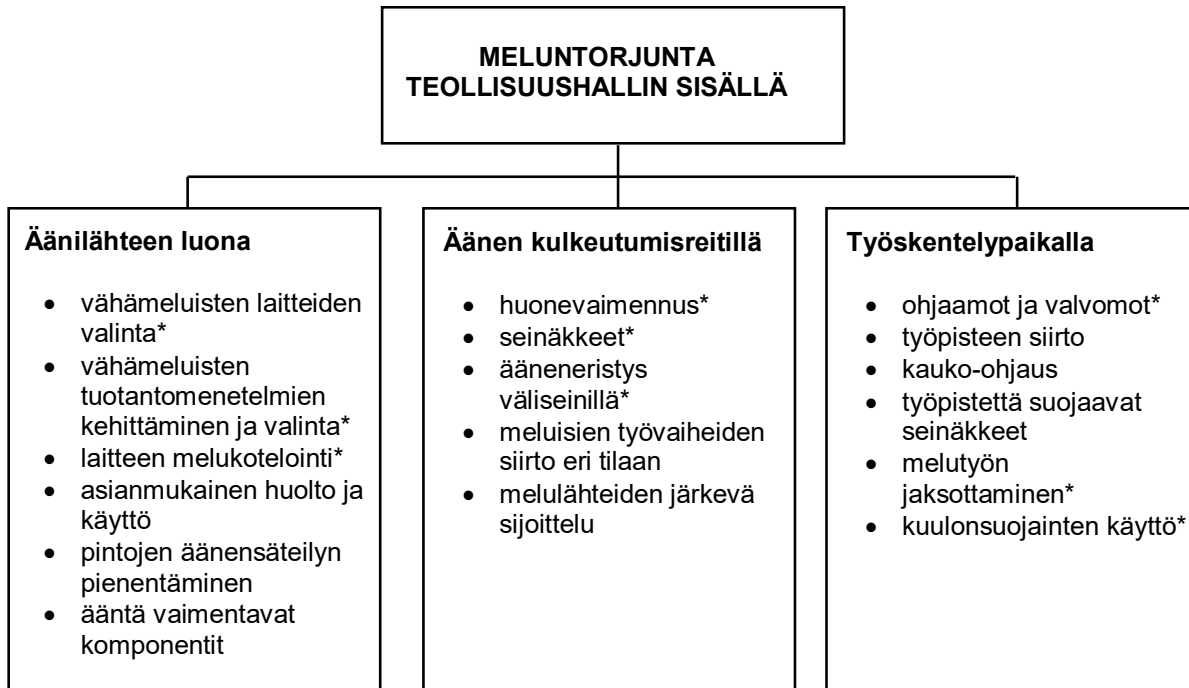 MELUNTORJUNTA
TEOLLISUUSHALLIN SISÄLLÄ
Äänilähteen luona
• vähämeluisten laitteiden
valinta*
• vähämeluisten
tuotantomenetelmien
kehittäminen ja valinta*
• laitteen melukotelointi*
• asianmukainen huolto ja
käyttö
• pintojen äänensäteilyn
pienentäminen
• ääntä vaimentavat
komponentit
Äänen kulkeutumisreitillä
• huonevaimennus*
• seinäkkeet*
• ääneneristys
väliseinillä*
• meluisien työvaiheiden
siirto eri tilaan
• melulähteiden järkevä
sijoittelu
Työskentelypaikalla
• ohjaamot ja valvomot*
• työpisteen siirto
• kauko-ohjaus
• työpistettä suojaavat
seinäkkeet
• melutyön
jaksottaminen*
• kuulonsuojainten käyttö*